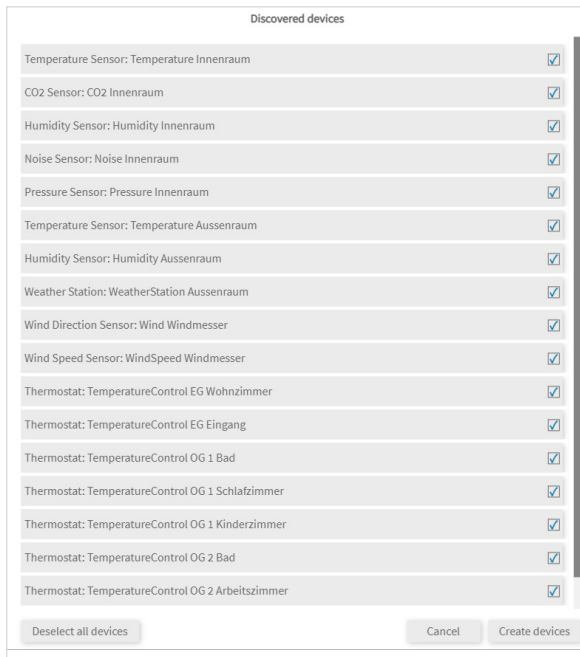 Discovered devices
Temperature Sensor: Temperature Innenraum
CO2 Sensor: CO2 Innenraum
Humidity Sensor: Humidity Innenraum
Noise Sensor: Noise Innenraum
Pressure Sensor: Pressure Innenraum
Temperature Sensor: Temperature Aussenraum
Humidity Sensor: Humidity Aussenraum
Weather Station: WeatherStation Aussenraum
Wind Direction Sensor: Wind Windmesser
Wind Speed Sensor: WindSpeed Windmesser
Thermostat: TemperatureControl EG Wohnzimmer
Thermostat: TemperatureControl EG Eingang
Thermostat: TemperatureControl OG 1 Bad
Thermostat: TemperatureControl OG 1 Schlafzimmer
Thermostat: TemperatureControl OG 1 Kinderzimmer
Thermostat: TemperatureControl OG 2 Bad
Thermostat: TemperatureControl OG 2 Arbeitszimmer
Deselect all devices Cancel Create devices